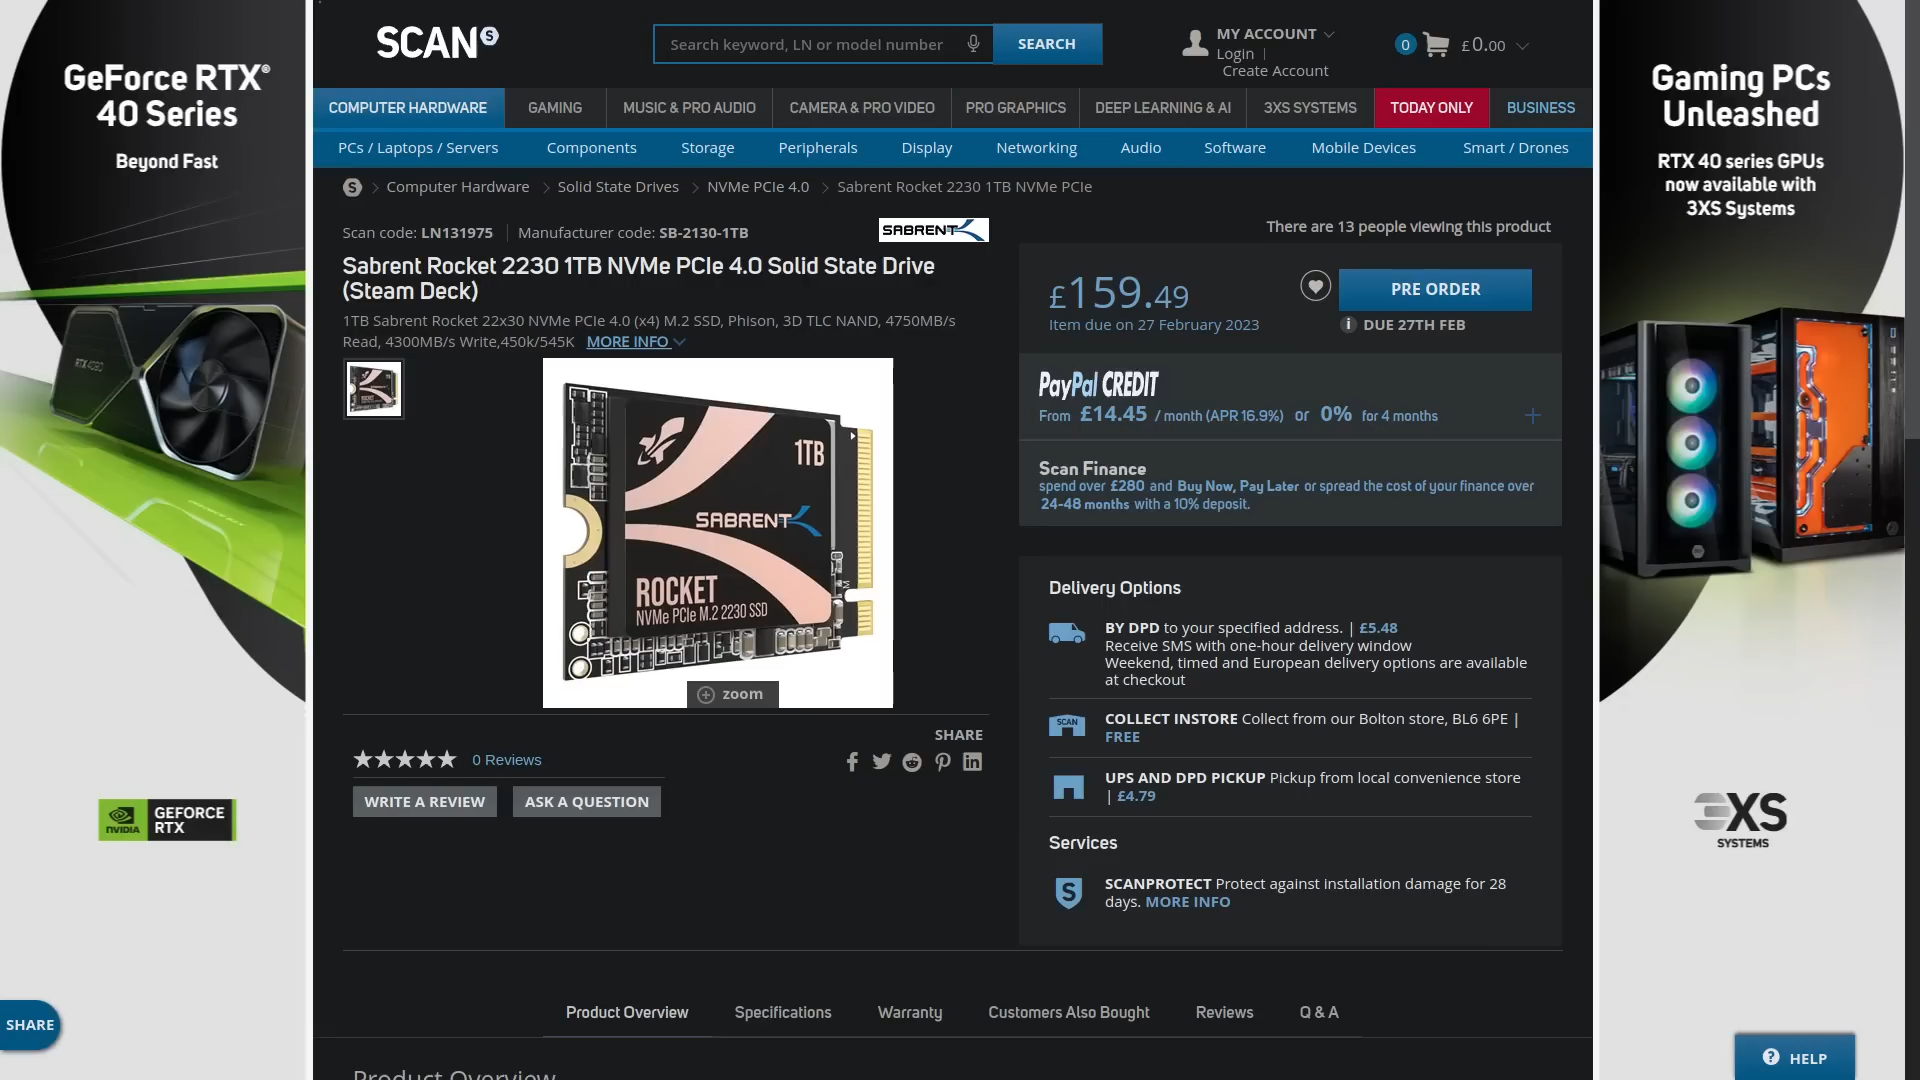 GeForce RTX®
40 Series
Beyond Fast
NVIDIA
GEFORCE
RTX
SHARE
SCAN S
Search keyword, LN or model number
SEARCH
MY ACCOUNT
Login
Create Account
0
£0.00
COMPUTER HARDWARE GAMING MUSIC & PRO AUDIO CAMERA & PRO VIDEO PRO GRAPHICS DEEP LEARNING & AI 3XS SYSTEMS TODAY ONLY BUSINESS
PCs / Laptops / Servers Components Storage Peripherals Display Networking Audio Software Mobile Devices Smart / Drones
S Computer Hardware Solid State Drives NVMe PCIe 4.0 Sabrent Rocket 2230 1TB NVMe PCIe
Scan code: LN131975 Manufacturer code: SB-2130-1TB
SABRENT
Sabrent Rocket 2230 1TB NVMe PCIe 4.0 Solid State Drive
(Steam Deck)
1TB Sabrent Rocket 22x30 NVMe PCIe 4.0 (x4) M.2 SSD, Phison, 3D TLC NAND, 4750MB/s
Read, 4300MB/s Write,450k/545K MORE INFO
1TB
SABRENT
ROCKET
NVMe PCIe M.2 2230 SSD
zoom
SHARE
0 Reviews
WRITE A REVIEW
ASK A QUESTION
There are 13 people viewing this product
£159.49
PRE ORDER
Item due on 27 February 2023
DUE 27TH FEB
PayPal CREDIT
From £14.45 / month (APR 16.9%) or 0% for 4 months
Scan Finance
spend over £280 and Buy Now, Pay Later or spread the cost of your finance over
24-48 months with a 10% deposit.
Delivery Options
BY DPD to your specified address. | £5.48
Receive SMS with one-hour delivery window
Weekend, timed and European delivery options are available
at checkout
SCAN
COLLECT INSTORE Collect from our Bolton store, BL6 6PE |
FREE
UPS AND DPD PICKUP Pickup from local convenience store
| £4.79
Services
S
SCANPROTECT Protect against installation damage for 28
days. MORE INFO
Product Overview Specifications Warranty Customers Also Bought Reviews Q & A
Product Overview
Gaming PCs
Unleashed
RTX 40 series GPUs
now available with
3XS Systems
3XS
SYSTEMS
HELP